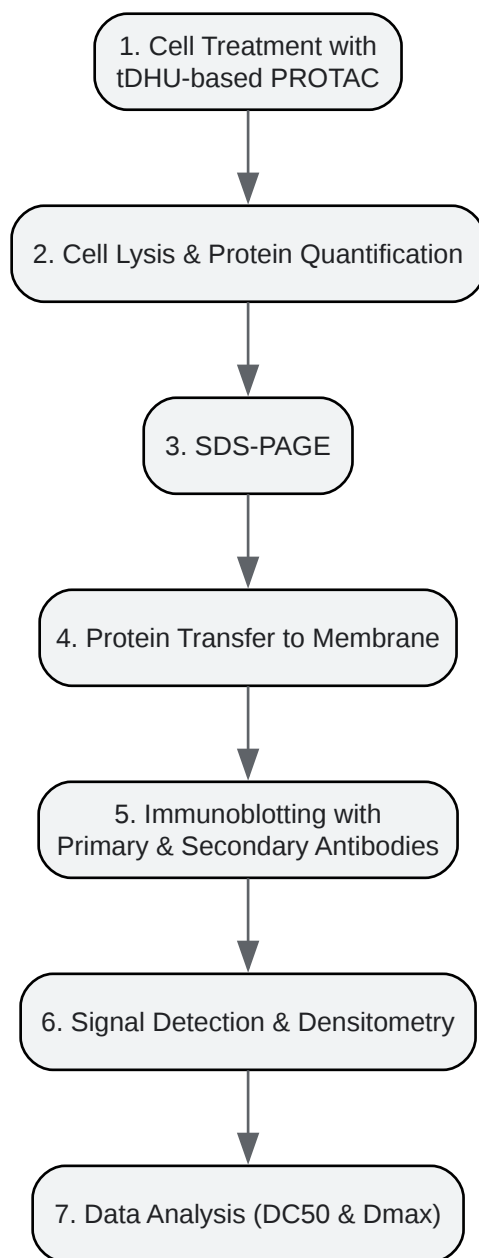 1. Cell Treatment with
tDHU-based PROTAC
2. Cell Lysis & Protein Quantification
3. SDS-PAGE
4. Protein Transfer to Membrane
5. Immunoblotting with
Primary & Secondary Antibodies
6. Signal Detection & Densitometry
7. Data Analysis (DC50 & Dmax)